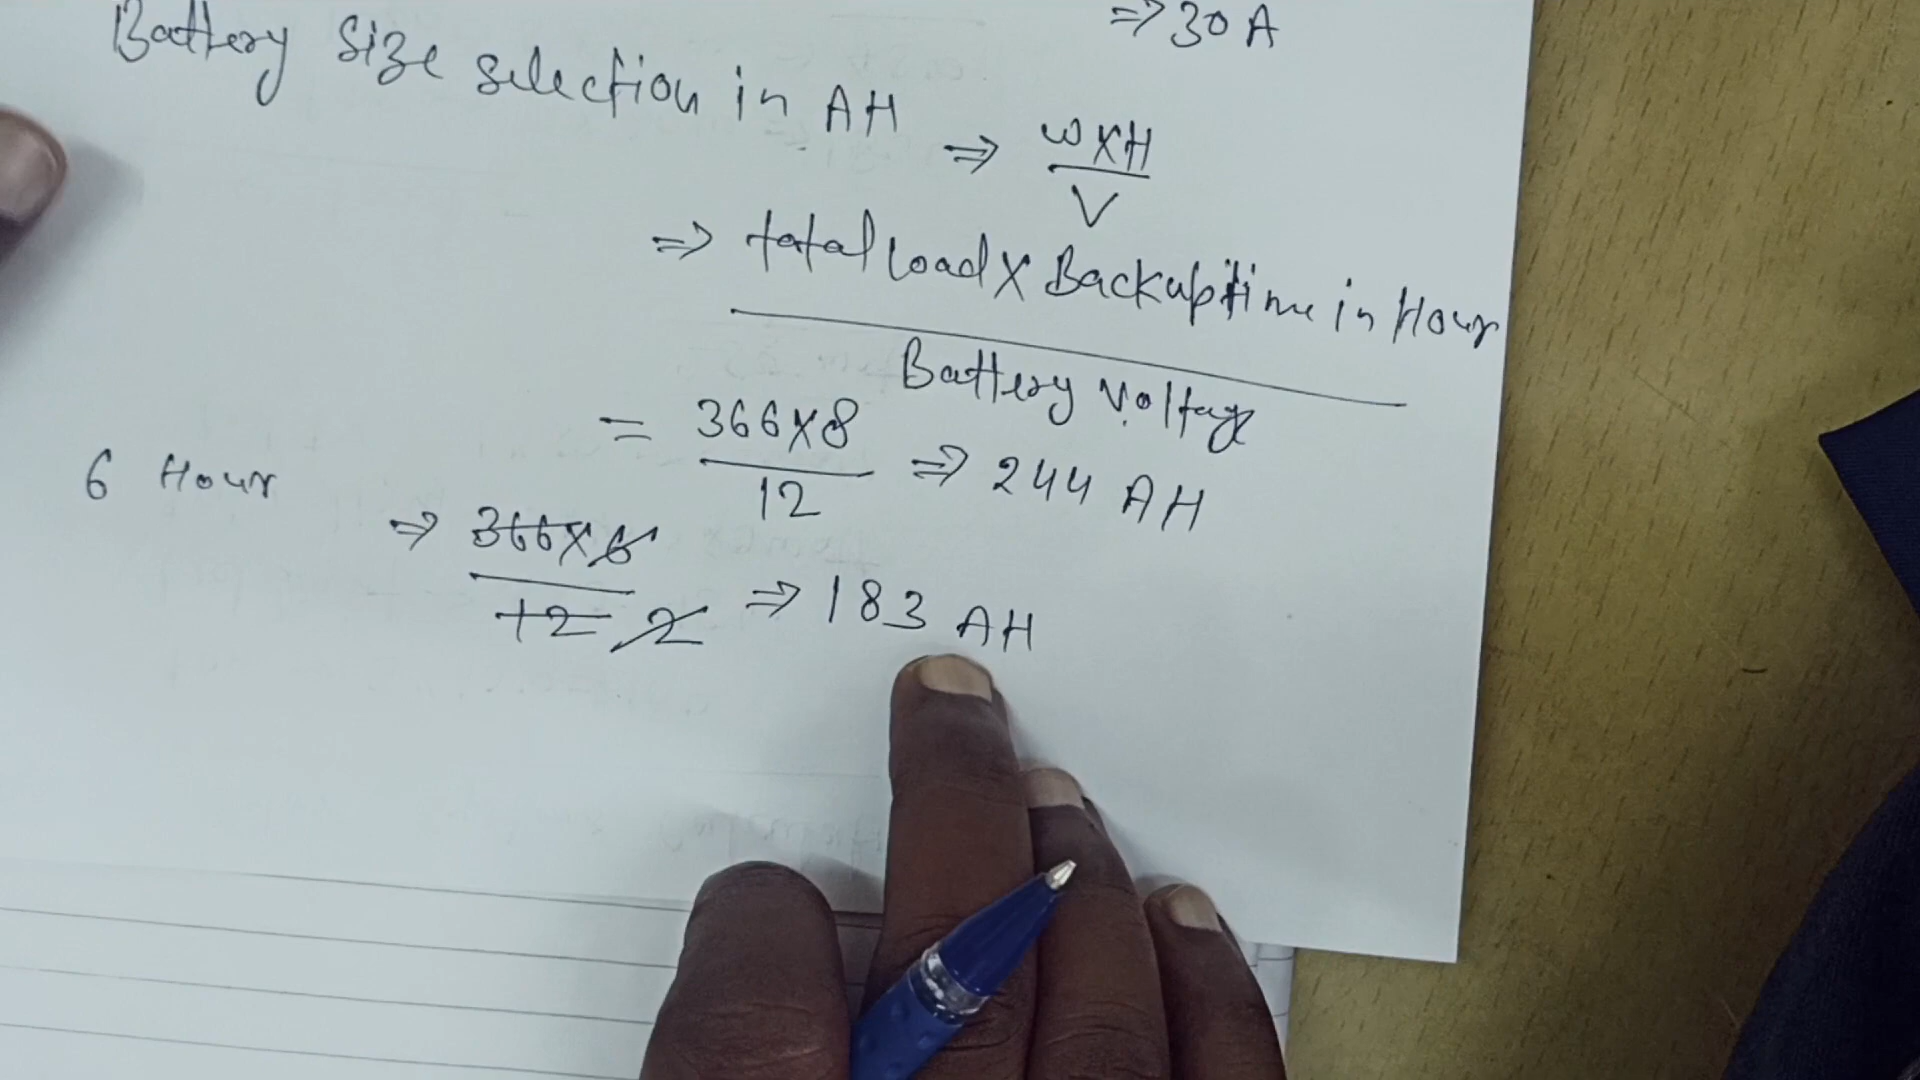 ⇒ 30 A
Battery Size selection in AH ⇒ W X H / V
⇒ total load X Backup time in Hour
Battery Voltage
= 366 X 8 / 12 ⇒ 244 AH
6 Hour
⇒ 366 X 6 / 12 2 ⇒ 183 AH